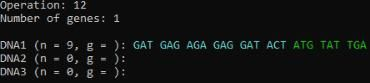 Operation: 12
Number of genes: 1
DNA1 (n = 9, g = ): GAT GAG AGA GAG GAT ACT ATG TAT TGA
DNA2 (n = 0, g = ):
DNA3 (n = 0, g = ):